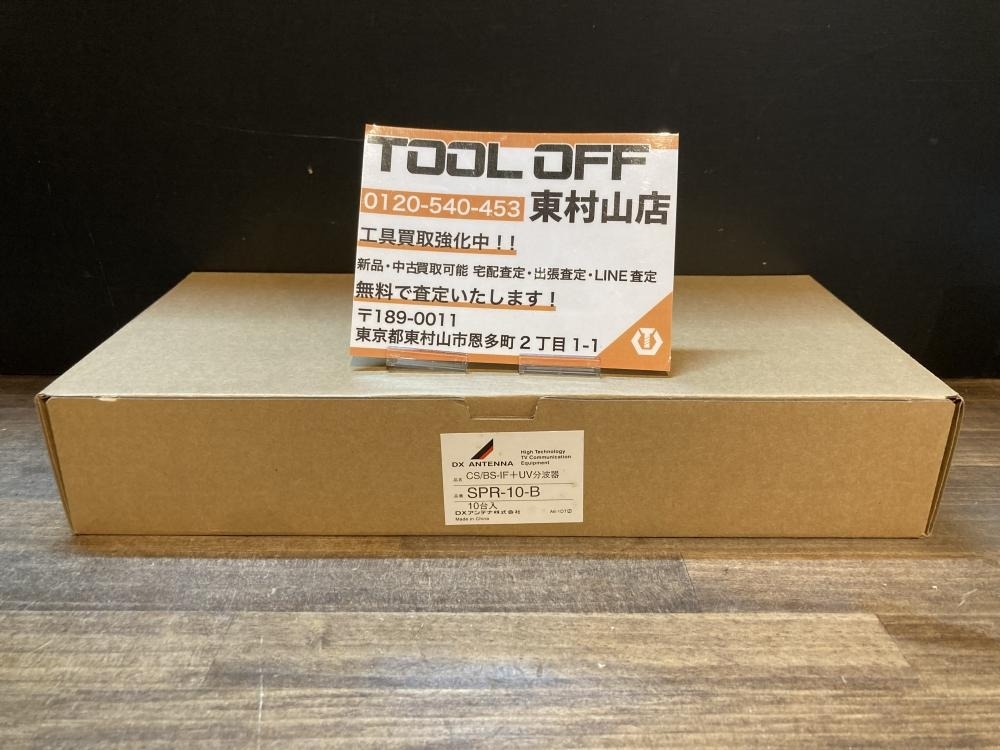 TOOL OFF
0120-540-453 東村山店
工具買取強化中！！
新品・中古買取可能 宅配査定・出張査定・LINE査定
無料で査定いたします！
〒189-0011
東京都東村山市恩多町2丁目1-1
DX ANTENNA
High Technology
TV Communication
Equipment
品名 CS/BS-IF+UV分波器
品番 SPR-10-B
10台入
DXアンテナ株式会社
Made in China